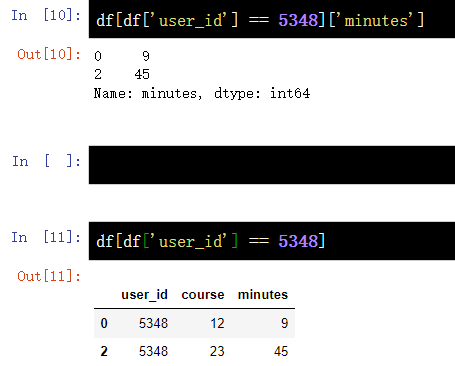 In [10]: df[df['user_id'] == 5348]['minutes']
Out[10]:
0 9
2 45
Name: minutes, dtype: int64
In [ ]:
In [11]: df[df['user_id'] == 5348]
Out[11]:
user_id course minutes
0 5348 12 9
2 5348 23 45